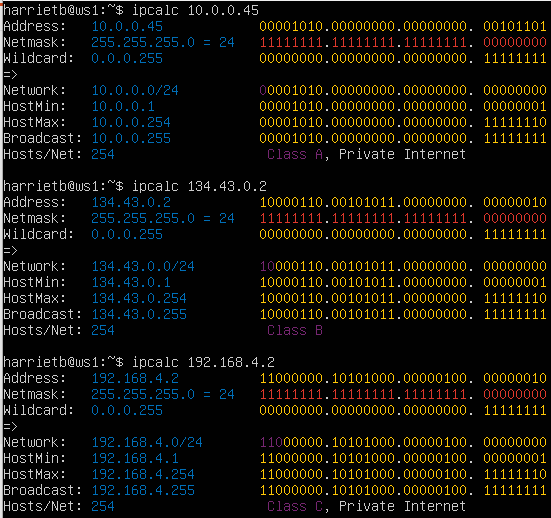 harrietb@ws1:~$ ipcalc 10.0.0.45
Address:   10.0.0.45            00001010.00000000.00000000. 00101101
Netmask:   255.255.255.0 = 24   11111111.11111111.11111111. 00000000
Wildcard:  0.0.0.255            00000000.00000000.00000000. 11111111
=>
Network:   10.0.0.0/24          00001010.00000000.00000000. 00000000
HostMin:   10.0.0.1             00001010.00000000.00000000. 00000001
HostMax:   10.0.0.254           00001010.00000000.00000000. 11111110
Broadcast: 10.0.0.255           00001010.00000000.00000000. 11111111
Hosts/Net: 254                   Class A, Private Internet
harrietb@ws1:~$ ipcalc 134.43.0.2
Address:   134.43.0.2           10000110.00101011.00000000. 00000010
Netmask:   255.255.255.0 = 24   11111111.11111111.11111111. 00000000
Wildcard:  0.0.0.255            00000000.00000000.00000000. 11111111
=>
Network:   134.43.0.0/24        10000110.00101011.00000000. 00000000
HostMin:   134.43.0.1           10000110.00101011.00000000. 00000001
HostMax:   134.43.0.254         10000110.00101011.00000000. 11111110
Broadcast: 134.43.0.255         10000110.00101011.00000000. 11111111
Hosts/Net: 254                   Class B
harrietb@ws1:~$ ipcalc 192.168.4.2
Address:   192.168.4.2          11000000.10101000.00000100. 00000010
Netmask:   255.255.255.0 = 24   11111111.11111111.11111111. 00000000
Wildcard:  0.0.0.255            00000000.00000000.00000000. 11111111
=>
Network:   192.168.4.0/24       11000000.10101000.00000100. 00000000
HostMin:   192.168.4.1          11000000.10101000.00000100. 00000001
HostMax:   192.168.4.254        11000000.10101000.00000100. 11111110
Broadcast: 192.168.4.255        11000000.10101000.00000100. 11111111
Hosts/Net: 254                   Class C, Private Internet